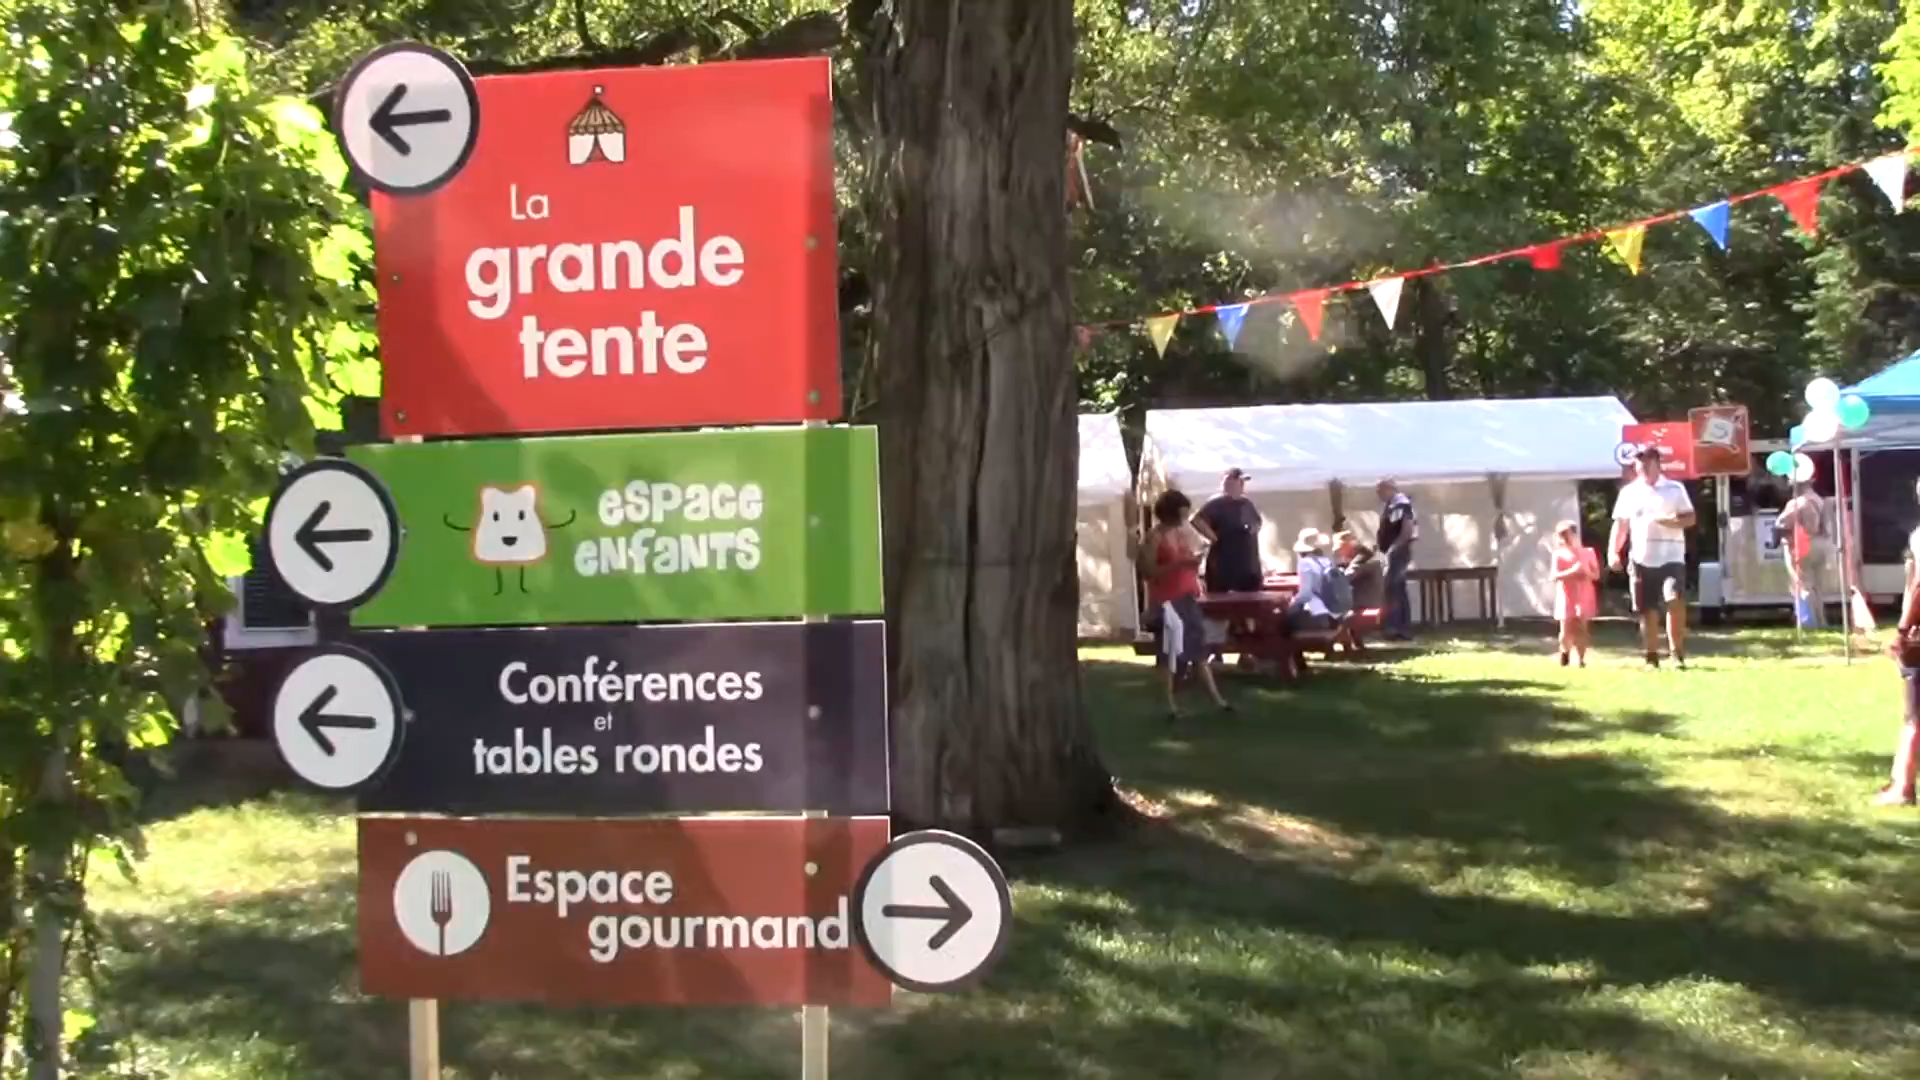 La
grande
tente
espace
enfants
Conférences
et
tables rondes
Espace
gourmand